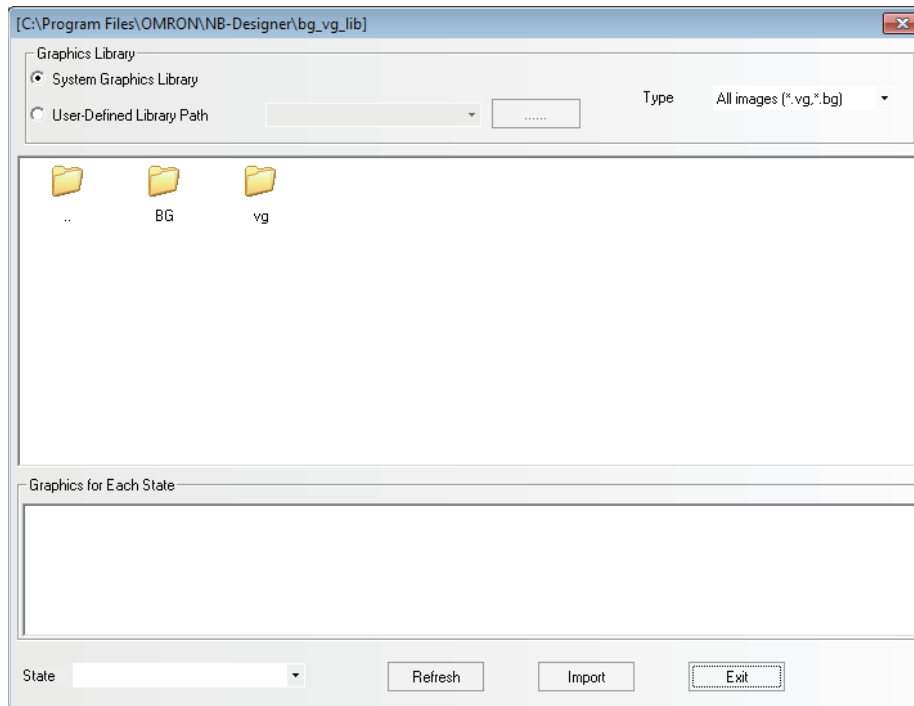 [C:\Program Files\OMRON\NB-Designer\bg_vg_lib]
Graphics Library
System Graphics Library
User-Defined Library Path ...... Type All images (*.vg,*.bg)
.. BG vg
Graphics for Each State
State Refresh Import Exit